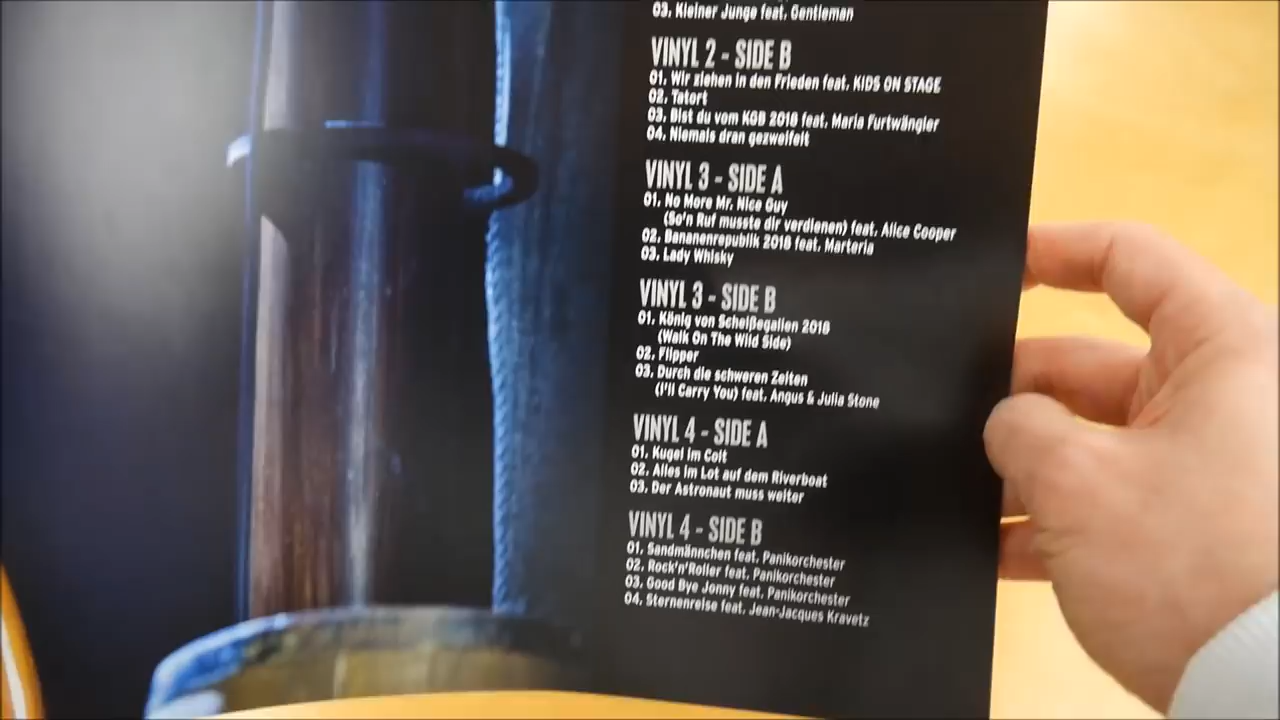 03. Kleiner Junge feat. Gentleman
VINYL 2 - SIDE B
01. Wir ziehen in den Frieden feat. KIDS ON STAGE
02. Tatort
03. Bist du vom KGB 2018 feat. Maria Furtwängler
04. Niemals dran gezweifelt
VINYL 3 - SIDE A
01. No More Mr. Nice Guy
(So'n Ruf musste dir verdienen) feat. Alice Cooper
02. Bananenrepublik 2018 feat. Marteria
03. Lady Whisky
VINYL 3 - SIDE B
01. König von Scheißegalien 2018
(Walk On The Wild Side)
02. Flipper
03. Durch die schweren Zeiten
(I'll Carry You) feat. Angus & Julia Stone
VINYL 4 - SIDE A
01. Kugel im Colt
02. Alles im Lot auf dem Riverboat
03. Der Astronaut muss weiter
VINYL 4 - SIDE B
01. Sandmännchen feat. Panikorchester
02. Rock'n'Roller feat. Panikorchester
03. Good Bye Jonny feat. Panikorchester
04. Sternenreise feat. Jean-Jacques Kravetz